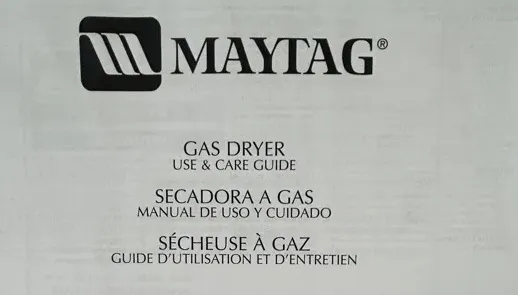 MAYTAG®
GAS DRYER
USE & CARE GUIDE
SECADORA A GAS
MANUAL DE USO Y CUIDADO
SÉCHEUSE À GAZ
GUIDE D'UTILISATION ET D'ENTRETIEN